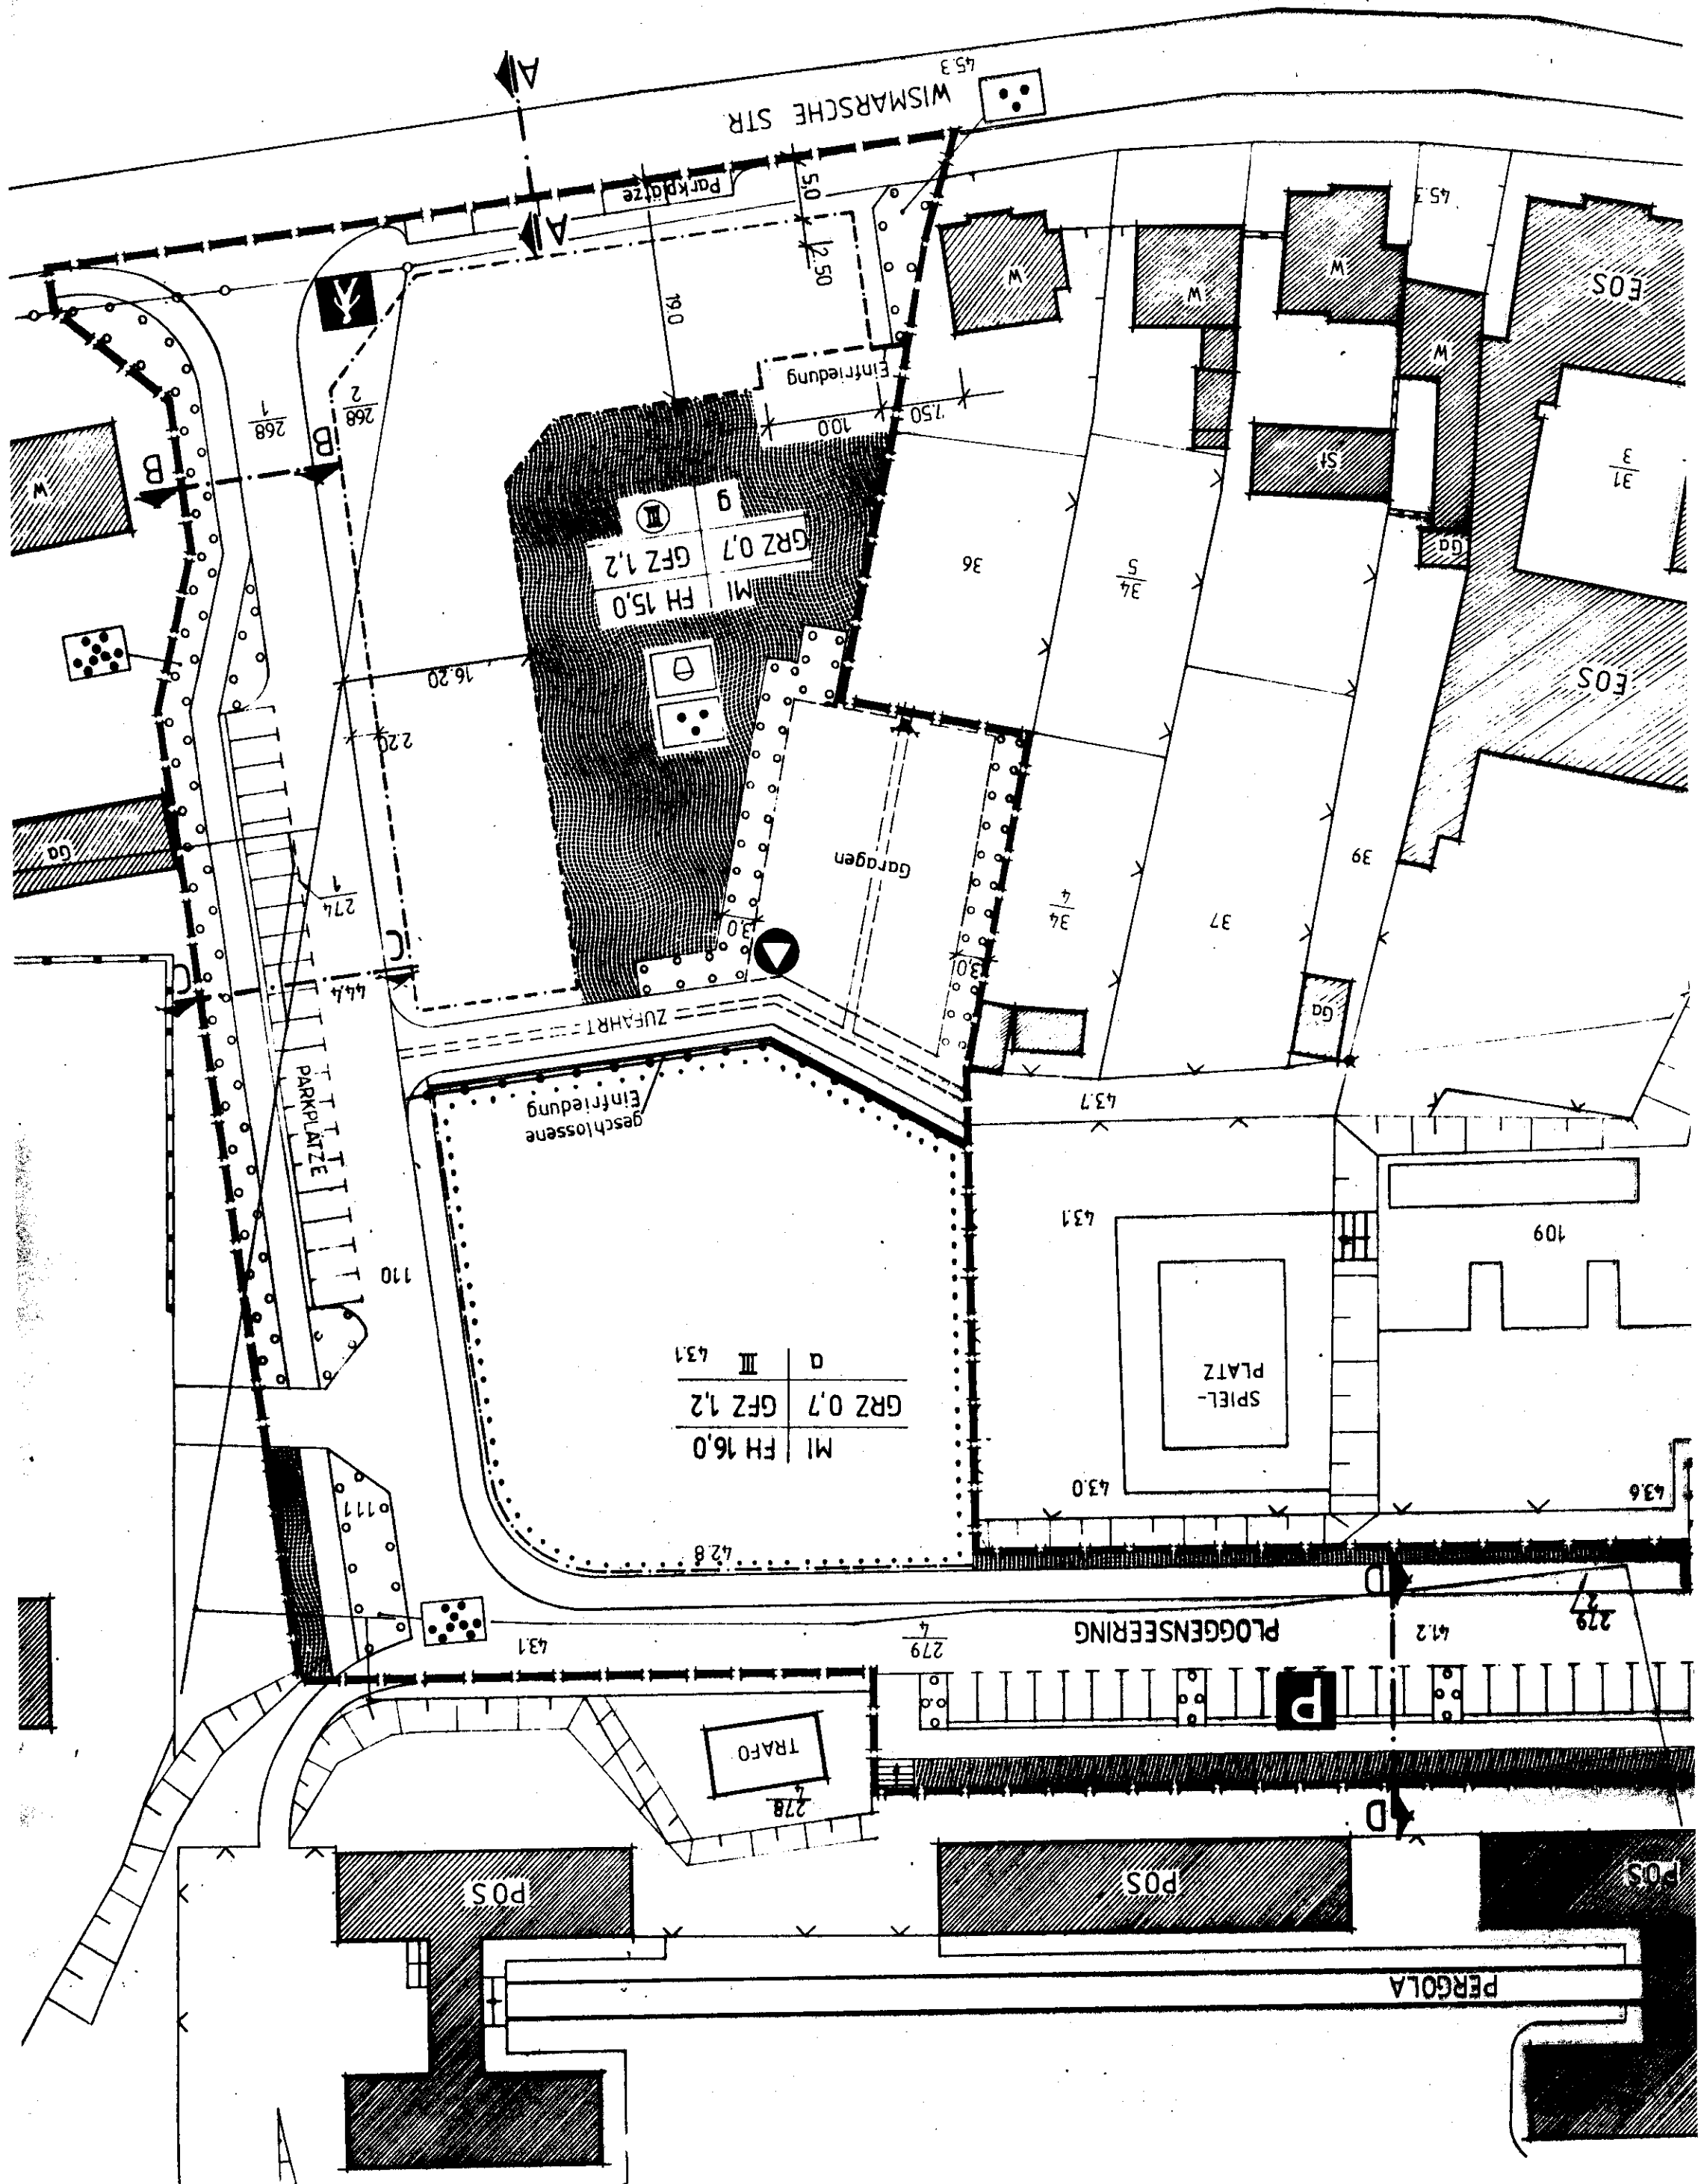 PERGOLA
POS
POS
POS
D
278
4
TRAFO
P
279
2
41.2
PLOGGENSEERING
279
4
43.1
D
42.8
111
43.6
43.0
MI FH 16,0
GRZ 0,7 GFZ 1,2
a III 43.1
SPIEL-
PLATZ
109
43.1
110
PARKPLÄTZE
geschlossene
Einfriedung
43.7
ZUFAHRT
Ga
3,0
3,0
C
44.4
C
37
34
4
274
1
39
Garagen
Ga
2.20
EOS
16.20
MI FH 15,0
GRZ 0,7 GFZ 1,2
g III
36
34
5
Ga
31
3
St
W
B
B
10.0
7.50
268
2
268
1
Einfriedung
W
19.0
EOS
W
W
W
2.50
5,0
A
45.3
Parkplätze
WISMARSCHE STR
45.3
A